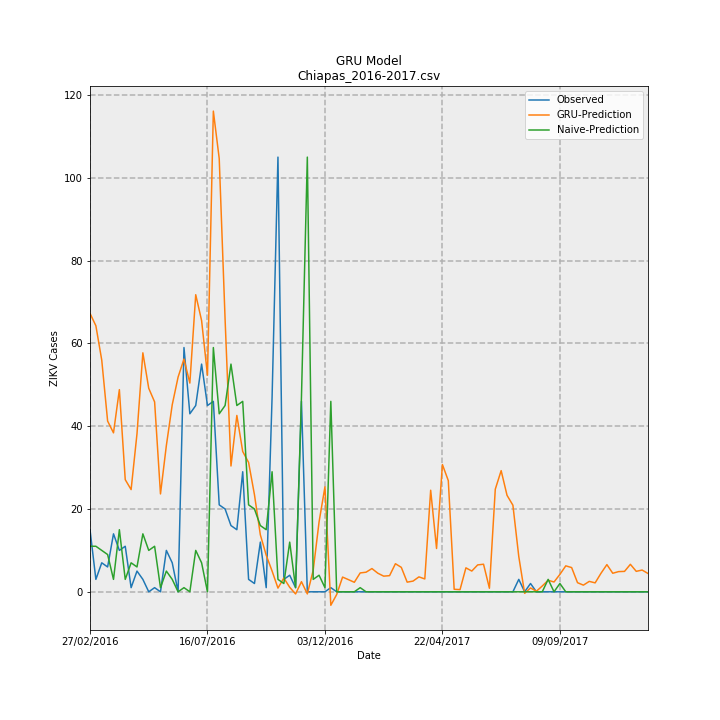 GRU Model
Chiapas_2016-2017.csv
Observed
GRU-Prediction
Naive-Prediction
120
100
80
60
40
20
0
ZIKV Cases
27/02/2016 16/07/2016 03/12/2016 22/04/2017 09/09/2017
Date